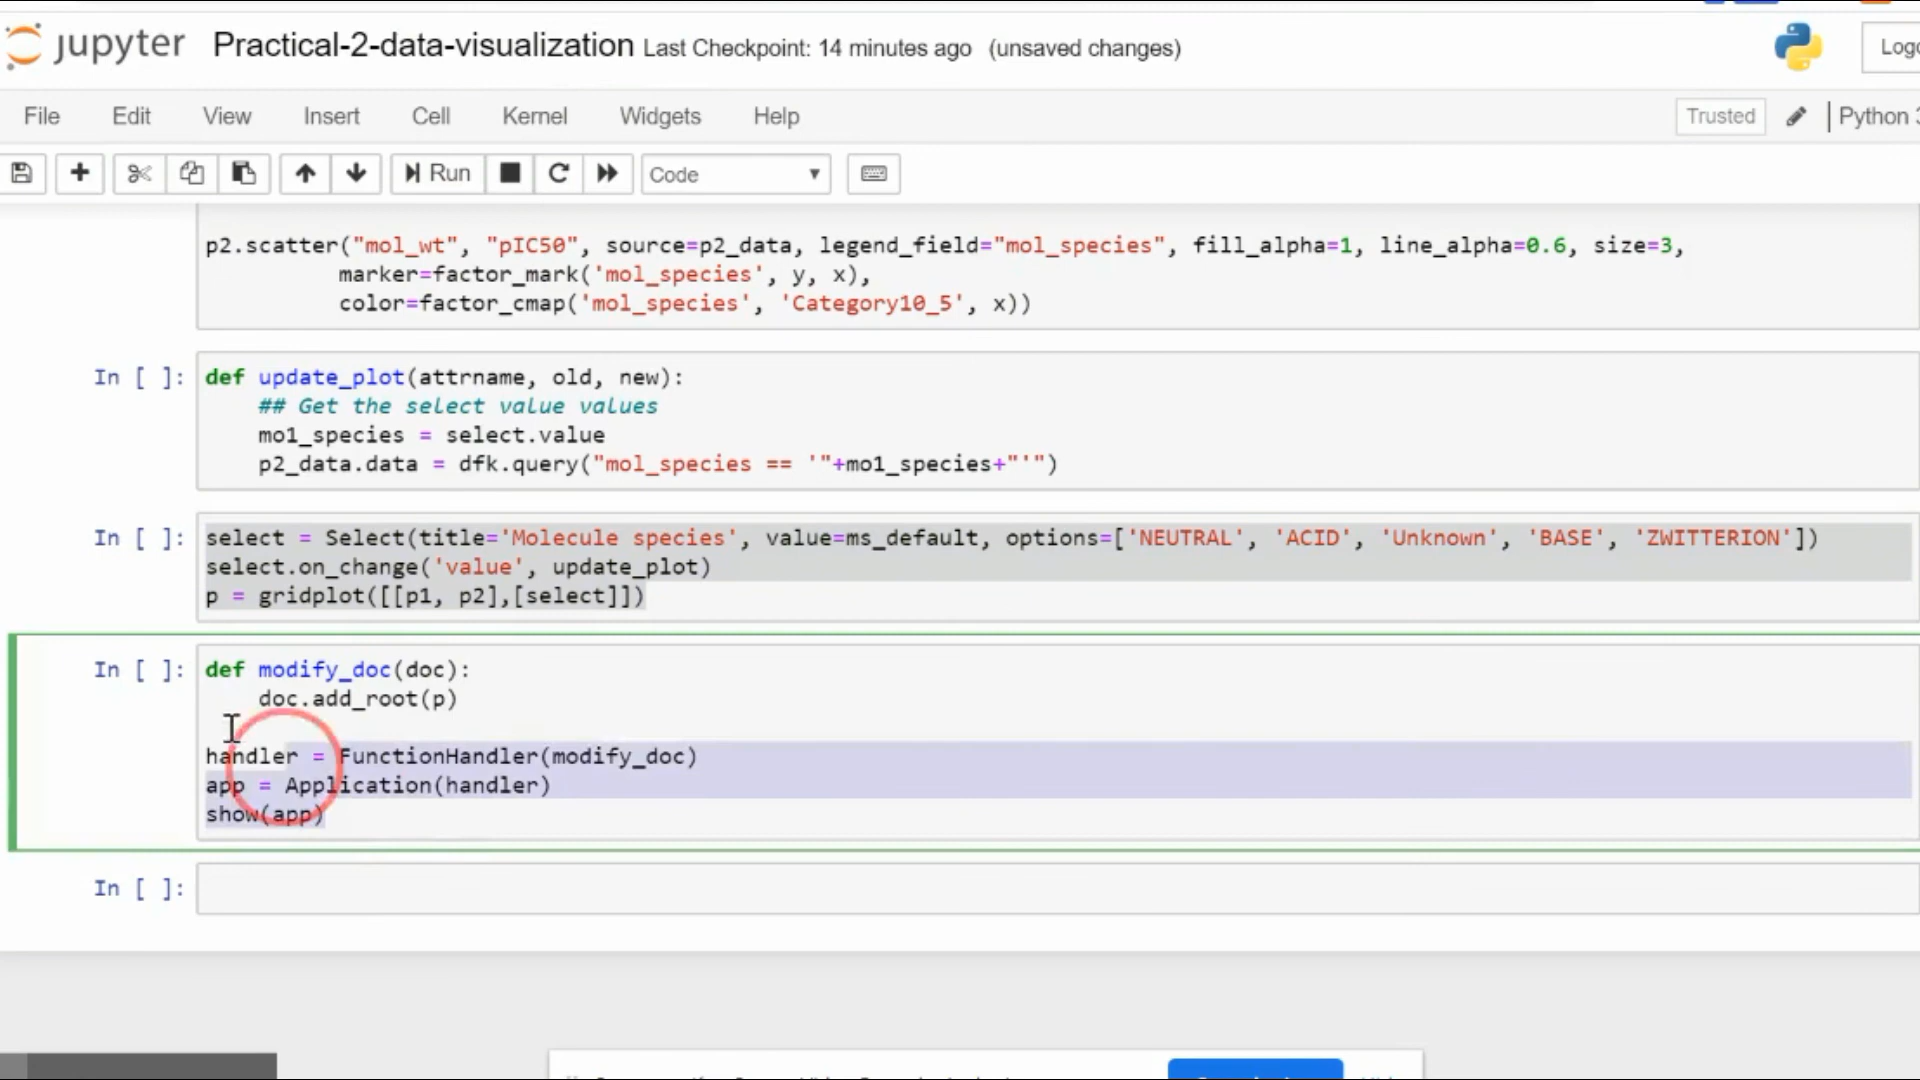 jupyter Practical-2-data-visualization Last Checkpoint: 14 minutes ago (unsaved changes)
File Edit View Insert Cell Kernel Widgets Help Trusted Python 3
Run Code
p2.scatter("mol_wt", "pIC50", source=p2_data, legend_field="mol_species", fill_alpha=1, line_alpha=0.6, size=3,
marker=factor_mark('mol_species', y, x),
color=factor_cmap('mol_species', 'Category10_5', x))
In [ ]: def update_plot(attrname, old, new):
## Get the select value values
mo1_species = select.value
p2_data.data = dfk.query("mol_species == '"+mo1_species+"'")
In [ ]: select = Select(title='Molecule species', value=ms_default, options=['NEUTRAL', 'ACID', 'Unknown', 'BASE', 'ZWITTERION'])
select.on_change('value', update_plot)
p = gridplot([[p1, p2],[select]])
In [ ]: def modify_doc(doc):
doc.add_root(p)
handler = FunctionHandler(modify_doc)
app = Application(handler)
show(app)
In [ ]: